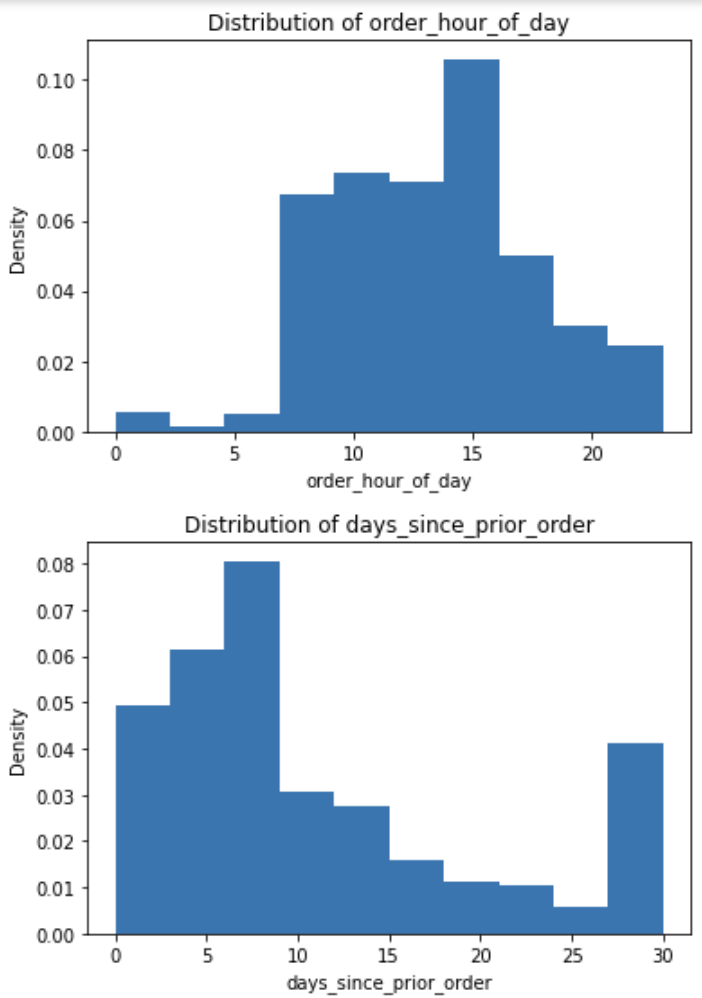 Distribution of order_hour_of_day
0.10
0.08
0.06
0.04
0.02
0.00
Density
0 5 10 15 20
order_hour_of_day
Distribution of days_since_prior_order
0.08
0.07
0.06
0.05
0.04
0.03
0.02
0.01
0.00
Density
0 5 10 15 20 25 30
days_since_prior_order